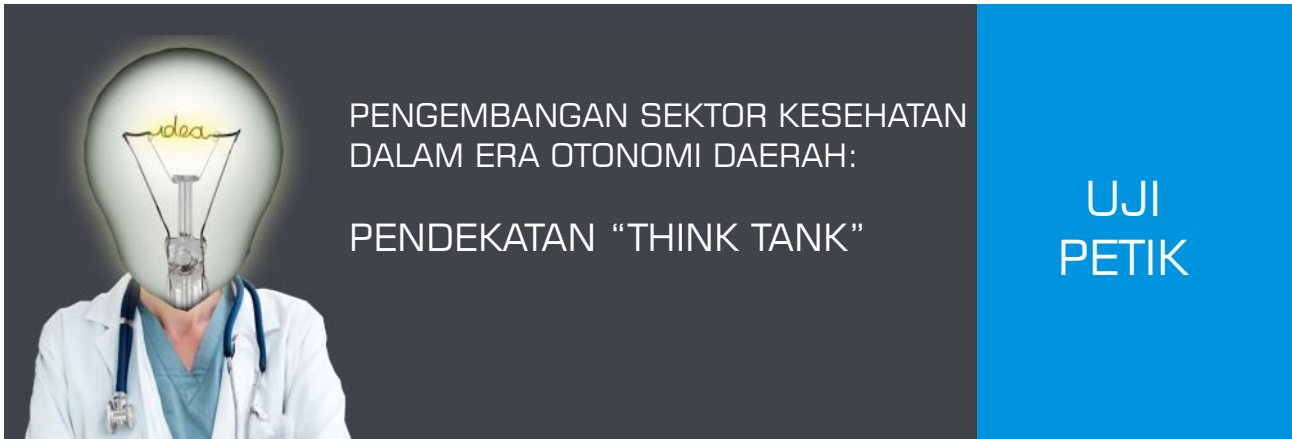 idea
PENGEMBANGAN SEKTOR KESEHATAN
DALAM ERA OTONOMI DAERAH:
PENDEKATAN “THINK TANK”
UJI
PETIK